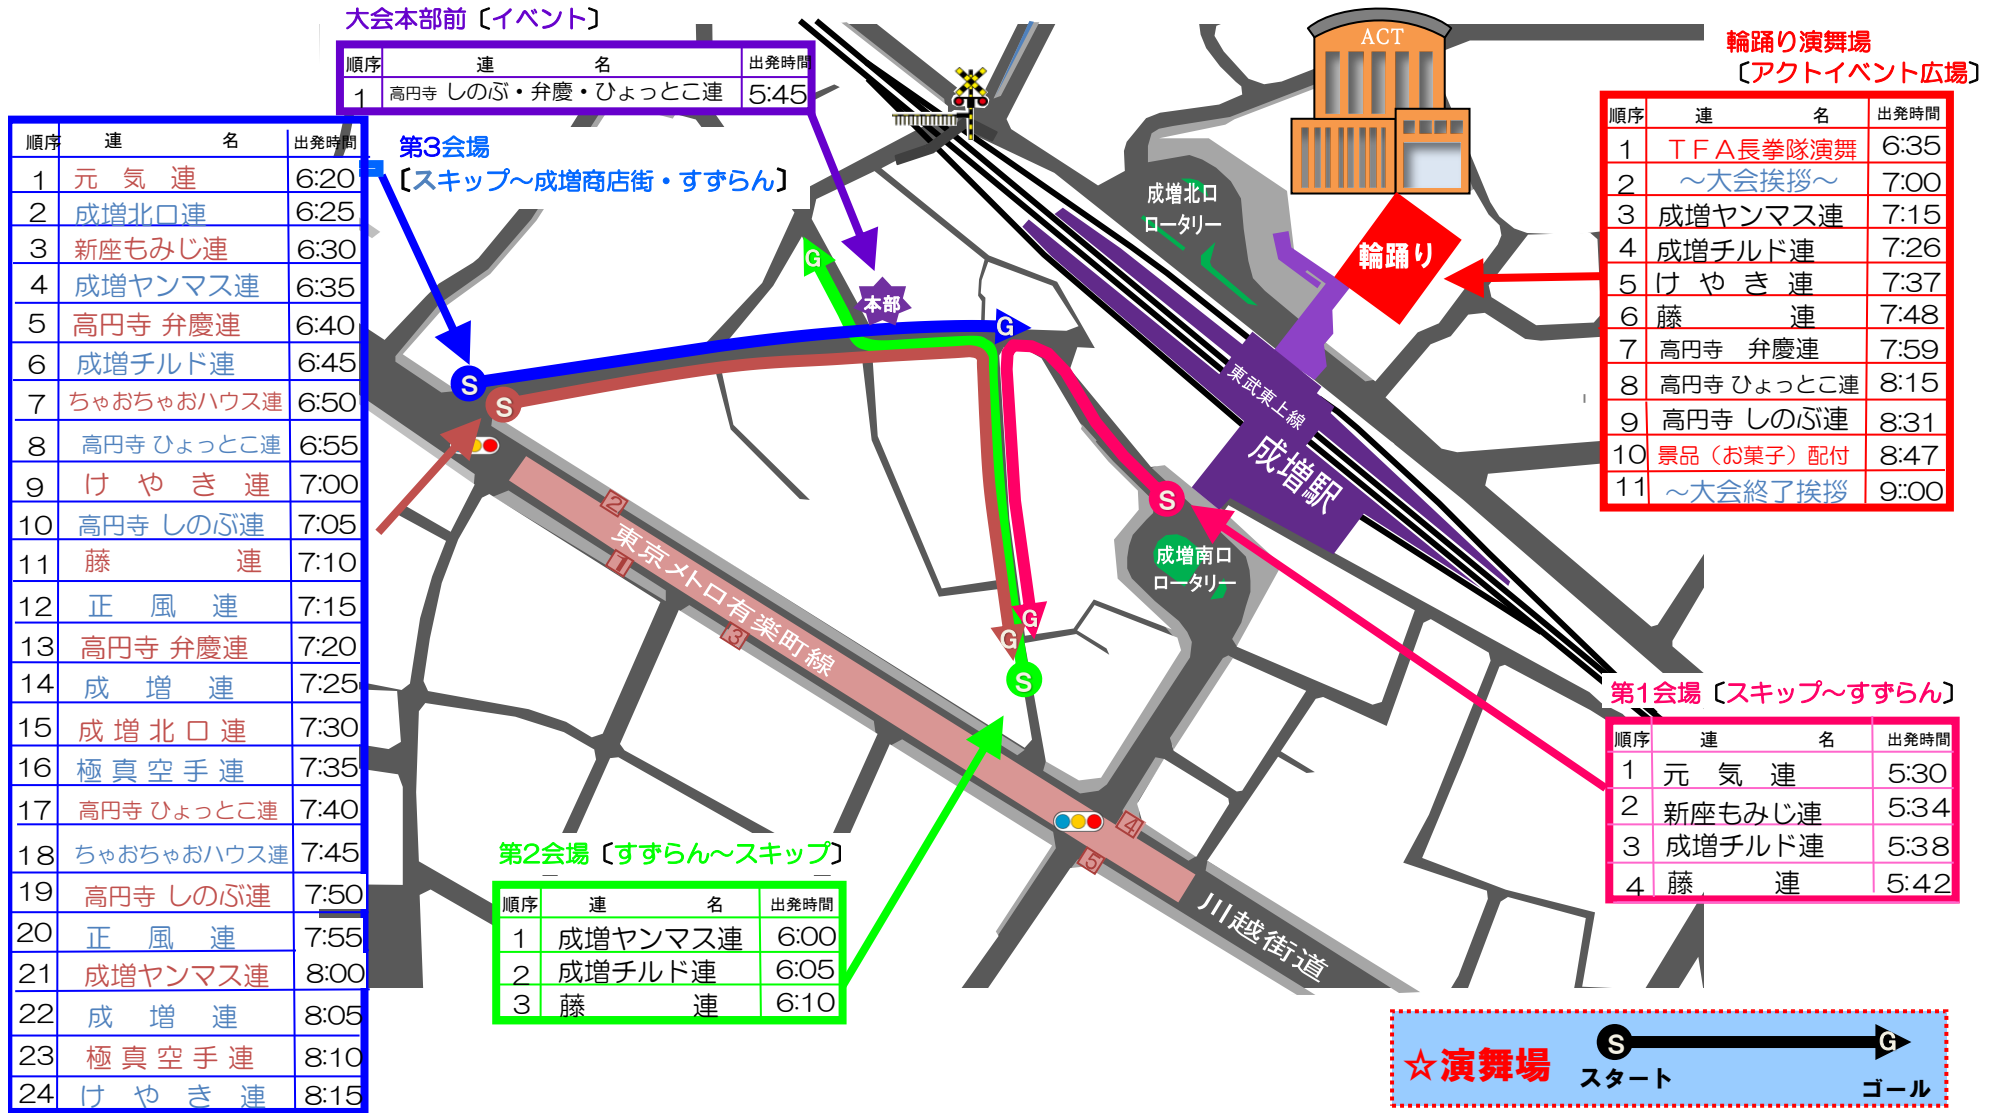 大会本部前〔イベント〕
順序 連 名 出発時間
1 高円寺 しのぶ・弁慶・ひょっとこ連 5:45
第3会場
〔スキップ～成増商店街・すずらん〕
順序 連 名 出発時間
1 元 気 連 6:20
2 成増北口連 6:25
3 新座もみじ連 6:30
4 成増ヤンマス連 6:35
5 高円寺 弁慶連 6:40
6 成増チルド連 6:45
7 ちゃおちゃおハウス連 6:50
8 高円寺 ひょっとこ連 6:55
9 け や き 連 7:00
10 高円寺 しのぶ連 7:05
11 藤 連 7:10
12 正 風 連 7:15
13 高円寺 弁慶連 7:20
14 成 増 連 7:25
15 成 増 北 口 連 7:30
16 極 真 空 手 連 7:35
17 高円寺 ひょっとこ連 7:40
18 ちゃおちゃおハウス連 7:45
19 高円寺 しのぶ連 7:50
20 正 風 連 7:55
21 成増ヤンマス連 8:00
22 成 増 連 8:05
23 極 真 空 手 連 8:10
24 け や き 連 8:15
輪踊り演舞場
〔アクトイベント広場〕
順序 連 名 出発時間
1 ＴＦＡ長拳隊演舞 6:35
2 ～大会挨拶～ 7:00
3 成増ヤンマス連 7:15
4 成増チルド連 7:26
5 け や き 連 7:37
6 藤 連 7:48
7 高円寺 弁慶連 7:59
8 高円寺 ひょっとこ連 8:15
9 高円寺 しのぶ連 8:31
10 景品（お菓子）配付 8:47
11 ～大会終了挨拶 9::00
ACT
成増北口
ロータリー
輪踊り
G
本部
G
S
S
東武東上線
成増駅
S
成増南口
ロータリー
2
1
3
東京メトロ有楽町線
G
G
S
4
5
川越街道
第1会場〔スキップ～すずらん〕
順序 連 名 出発時間
1 元 気 連 5:30
2 新座もみじ連 5:34
3 成増チルド連 5:38
4 藤 連 5:42
第2会場〔すずらん～スキップ〕
順序 連 名 出発時間
1 成増ヤンマス連 6:00
2 成増チルド連 6:05
3 藤 連 6:10
☆演舞場
S
スタート
G
ゴール